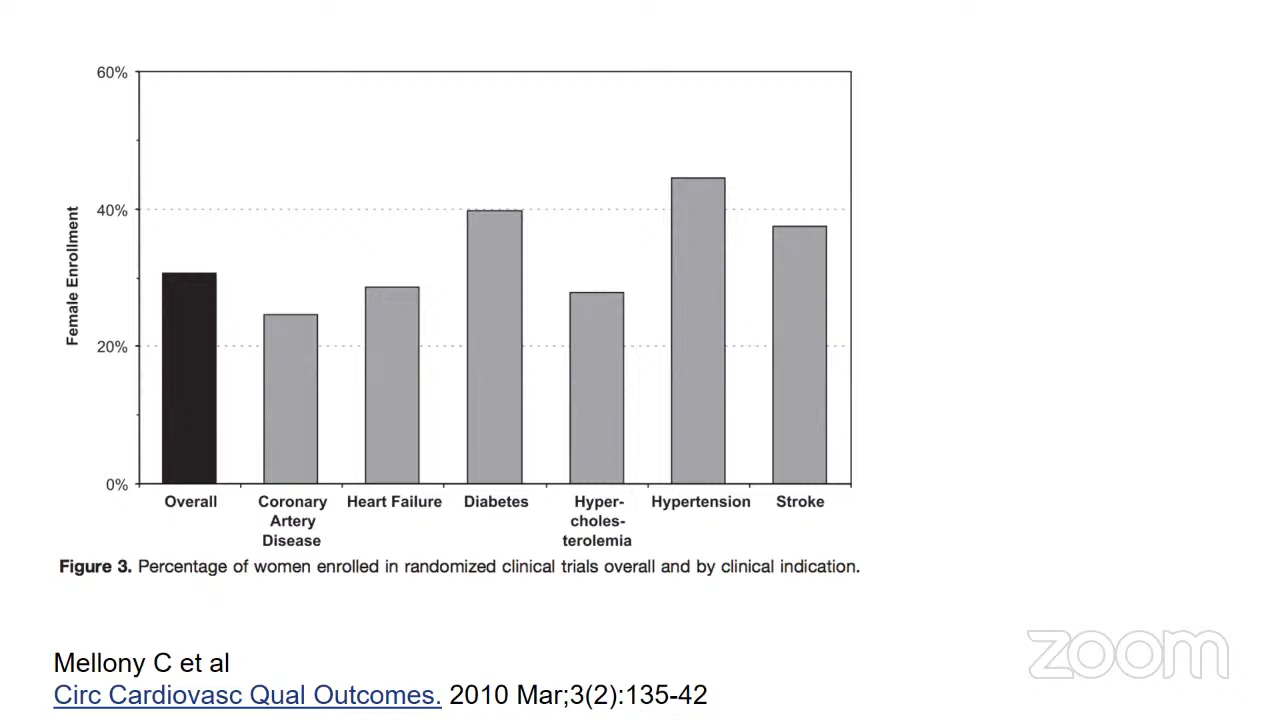 60%
40%
20%
0%
Female Enrollment
Overall
Coronary
Artery
Disease
Heart Failure
Diabetes
Hyper-
choles-
terolemia
Hypertension
Stroke
Figure 3. Percentage of women enrolled in randomized clinical trials overall and by clinical indication.
Mellony C et al
Circ Cardiovasc Qual Outcomes. 2010 Mar;3(2):135-42
zoom